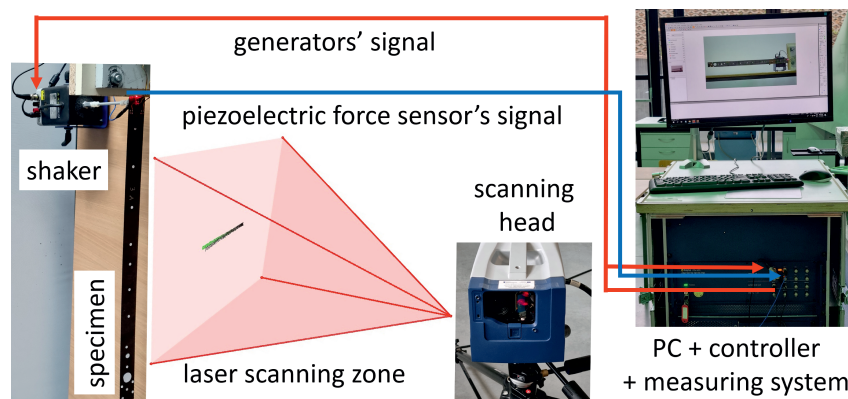 generators' signal
piezoelectric force sensor's signal
shaker
scanning
head
specimen
laser scanning zone
PC + controller
+ measuring system